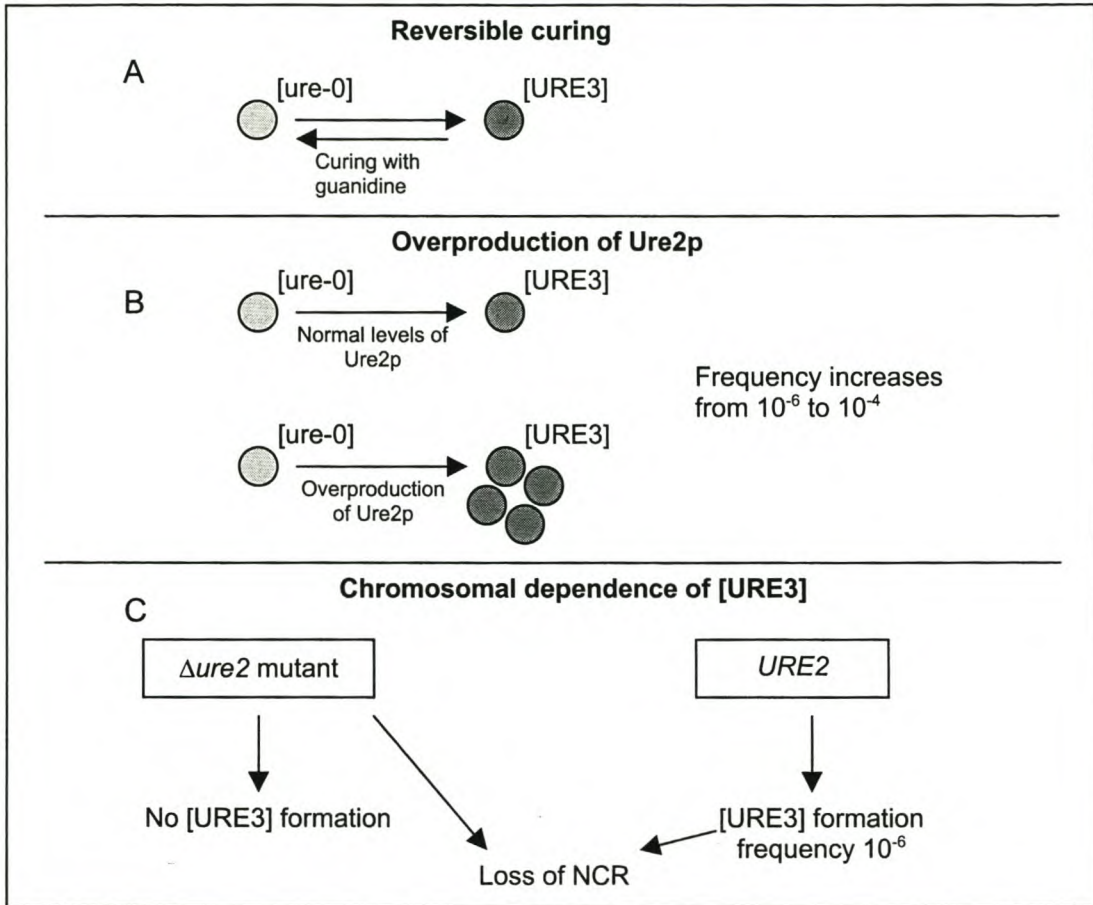 Reversible curing
A
[ure-0]
[URE3]
Curing with
guanidine
Overproduction of Ure2p
B
[ure-0]
[URE3]
Normal levels of
Ure2p
Frequency increases
from 10⁻⁶ to 10⁻⁴
[ure-0]
[URE3]
Overproduction
of Ure2p
Chromosomal dependence of [URE3]
C
Δure2 mutant
URE2
No [URE3] formation
[URE3] formation
frequency 10⁻⁶
Loss of NCR